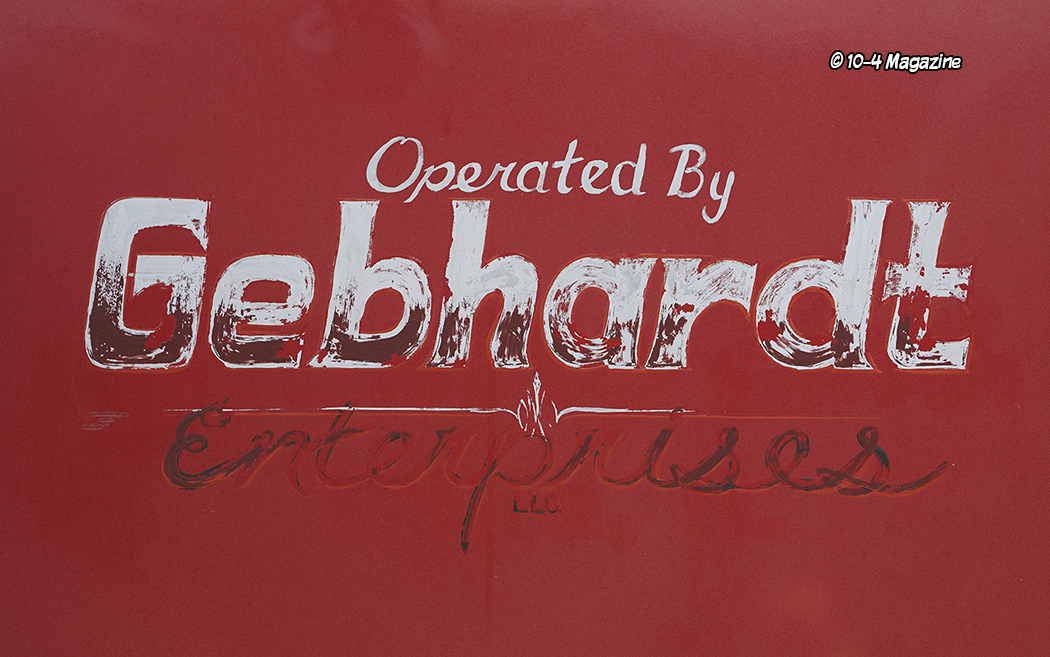 © 10-4 Magazine
Operated By
Gebhardt
Enterprises
LLC